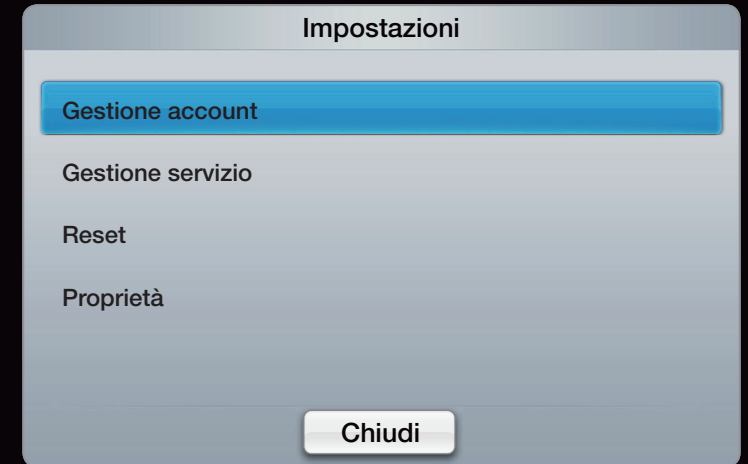 Impostazioni
Gestione account
Gestione servizio
Reset
Proprietà
Chiudi